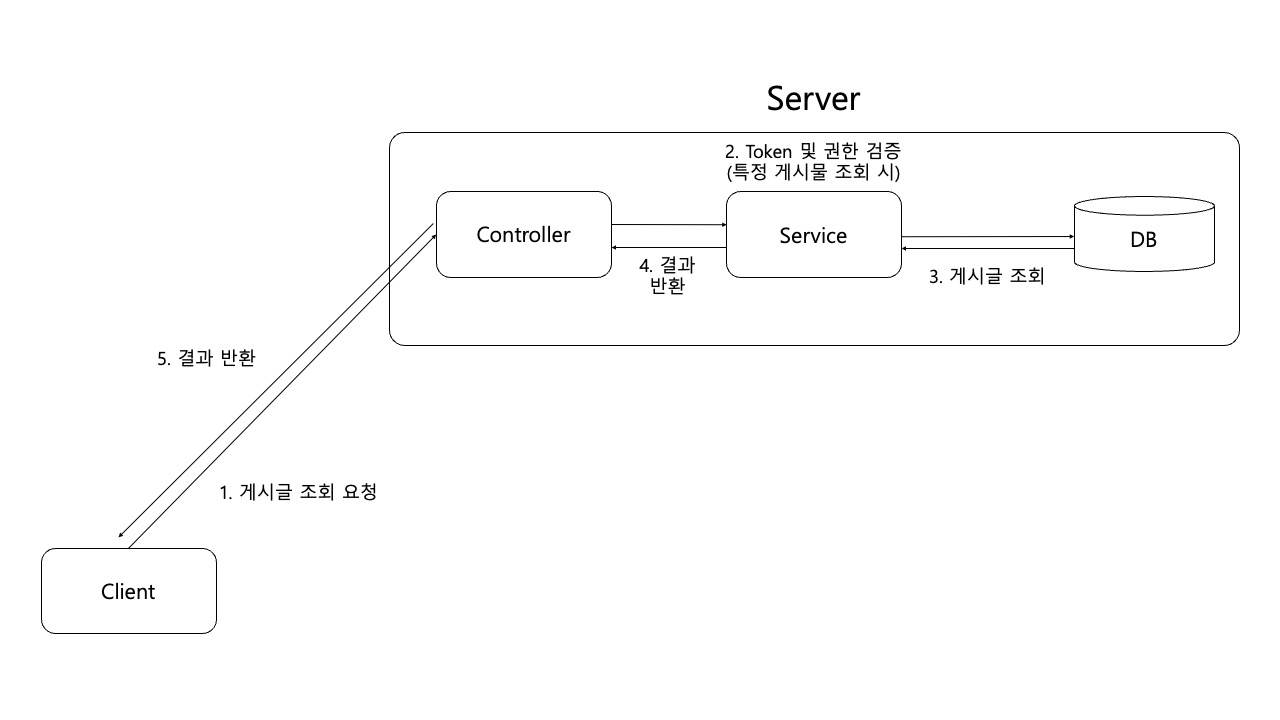 Server
2. Token 및 권한 검증
(특정 게시물 조회 시)
Controller
Service
DB
4. 결과
반환
3. 게시글 조회
5. 결과 반환
1. 게시글 조회 요청
Client